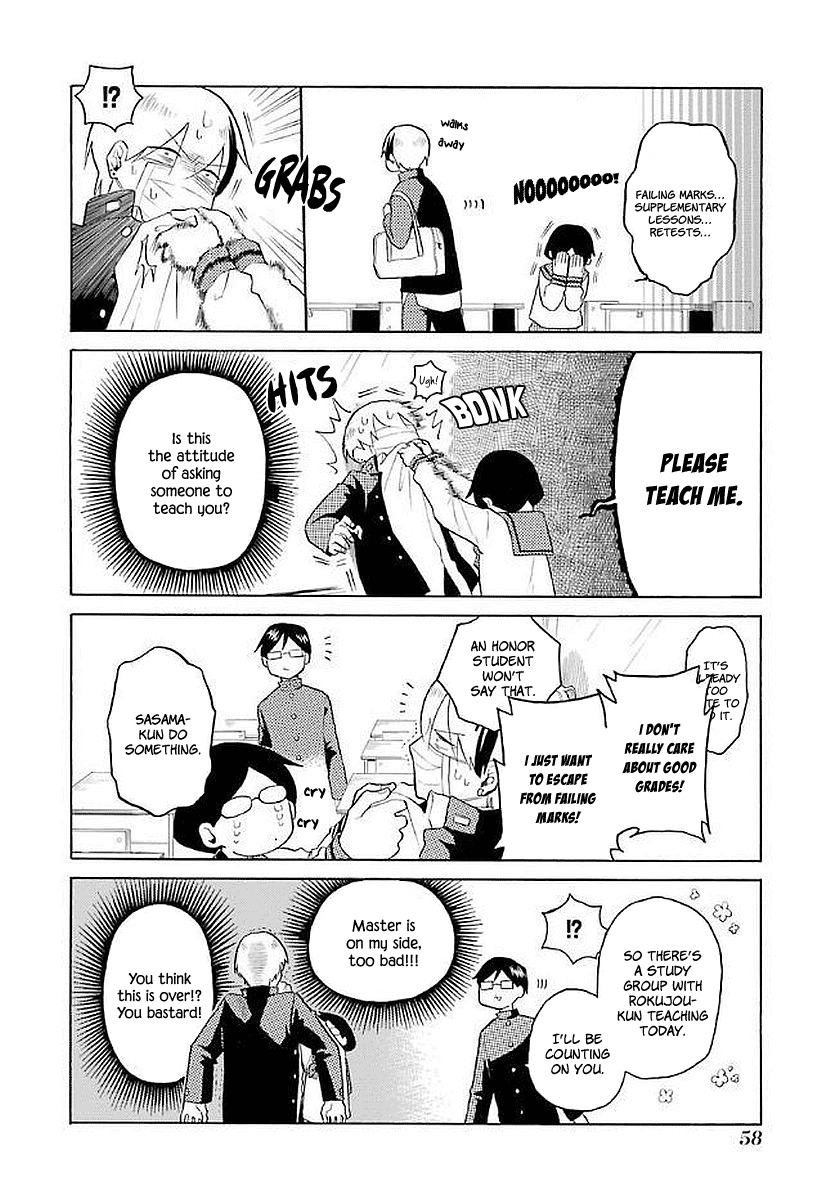 FAILING MARKS...
SUPPLEMENTARY
LESSONS...
RETESTS...
NOOOOOOOO!
walks
away
GRABS
!?
PLEASE
TEACH ME.
BONK
Ugh!
HITS
Is this
the attitude
of asking
someone to
teach you?
IT'S
TO
IT.
I DON'T
REALLY CARE
ABOUT GOOD
GRADES!
I JUST WANT
TO ESCAPE
FROM FAILING
MARKS!
AN HONOR
STUDENT
WON'T
SAY THAT.
cry
cry
SASAMA-
KUN DO
SOMETHING.
SO THERE'S
A STUDY
GROUP WITH
ROKUJOU-
KUN TEACHING
TODAY.
I'LL BE
COUNTING
ON YOU.
!?
Master is
on my side,
too bad!!!
You think
this is over!?
You bastard!
58